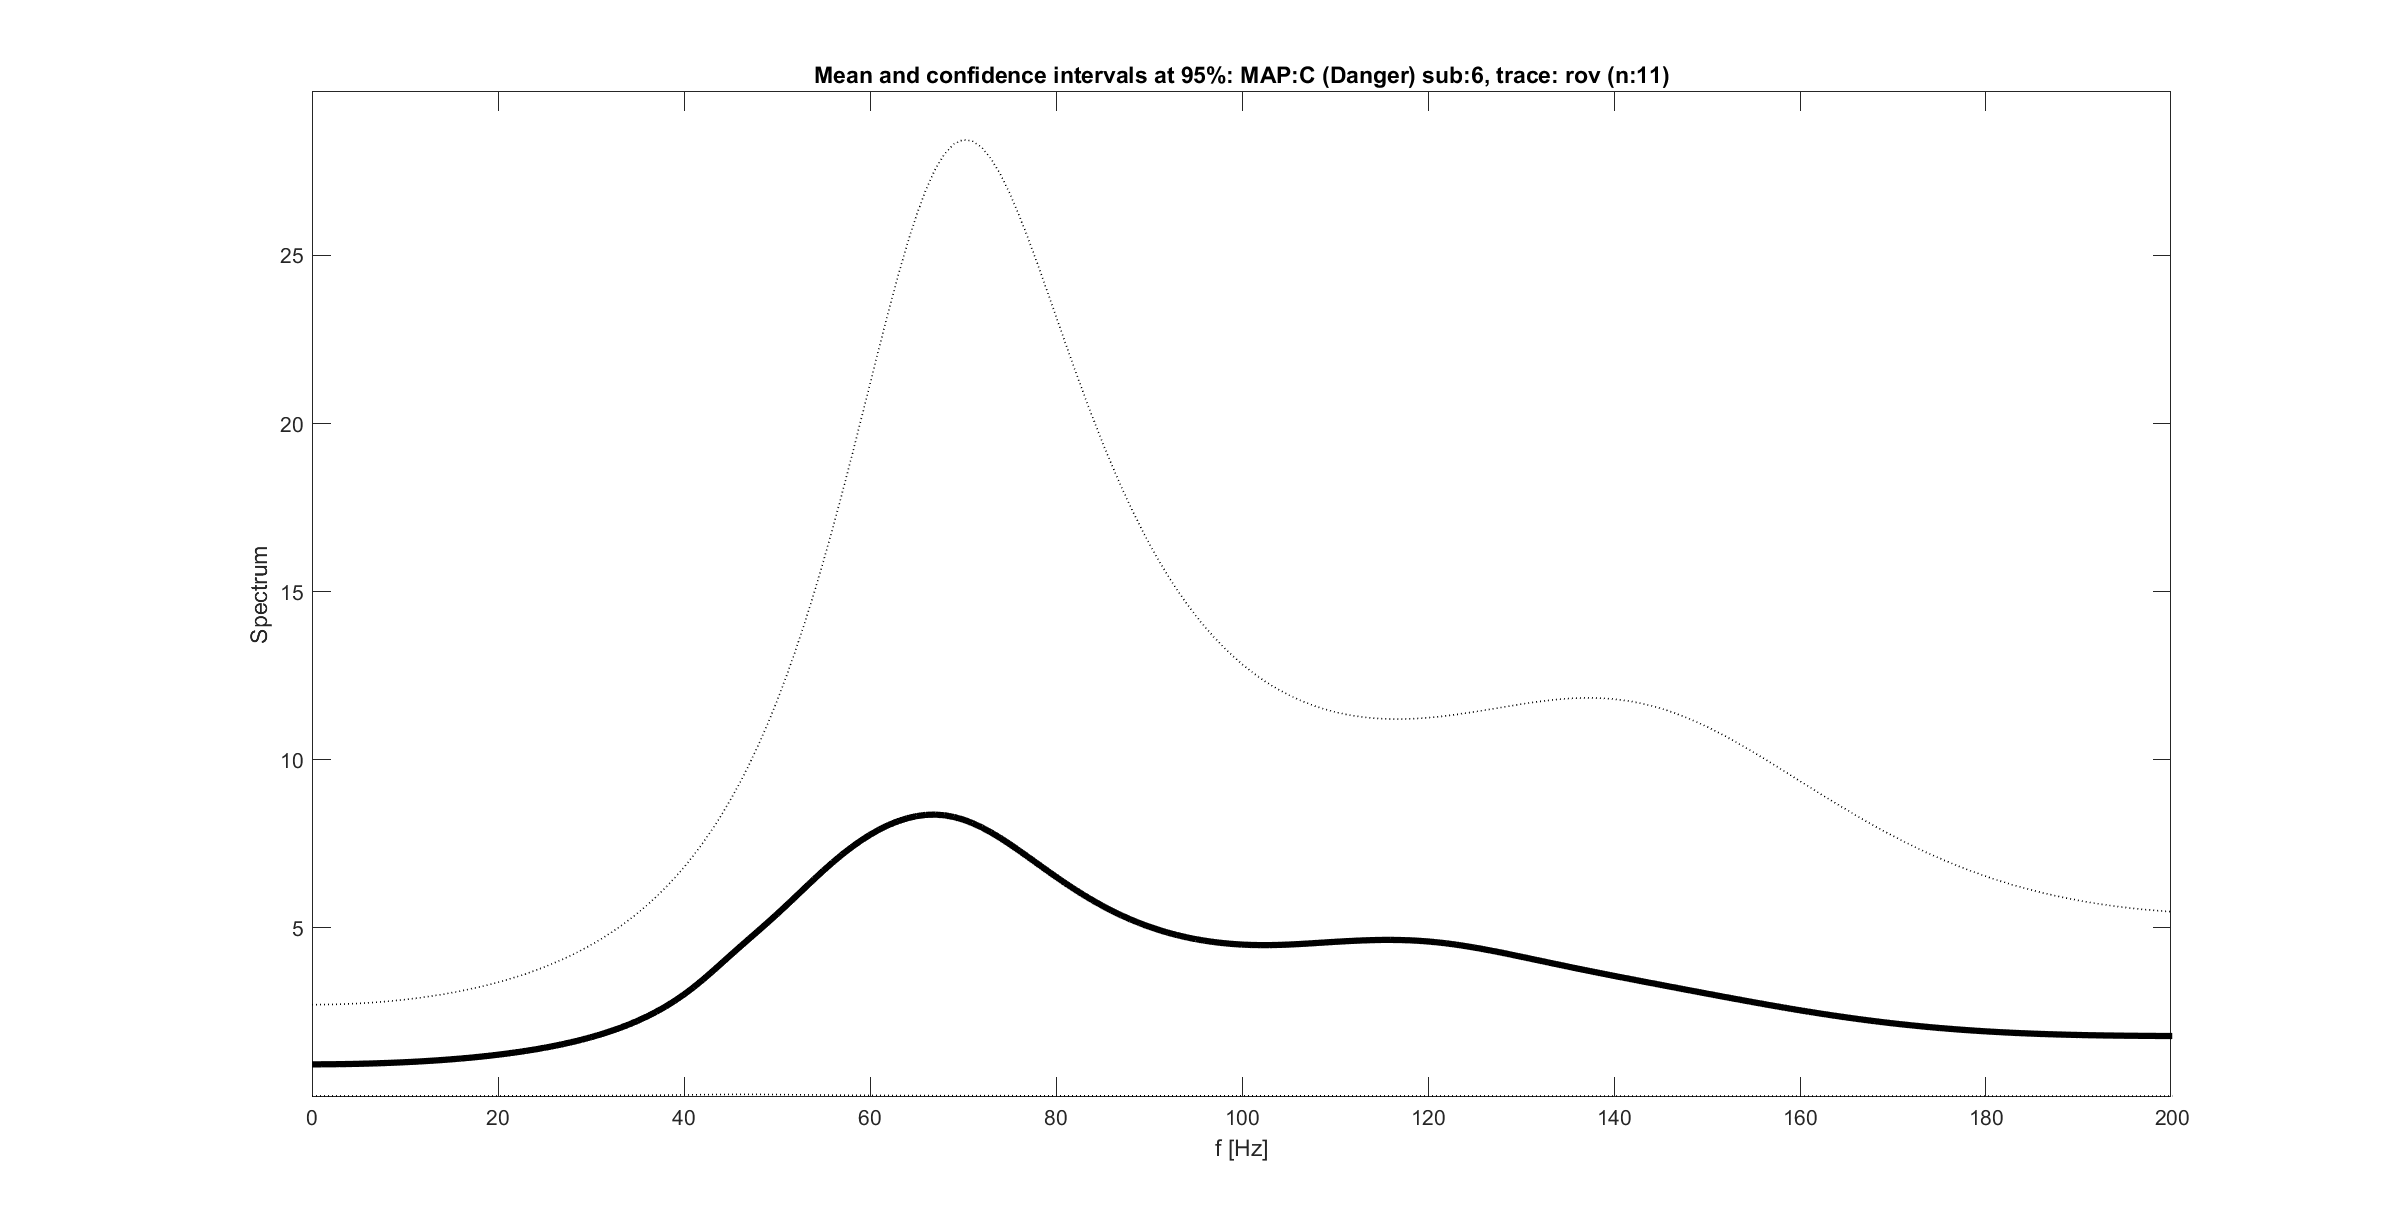 Mean and confidence intervals at 95%: MAP:C (Danger) sub:6, trace: rov (n:11)
25
20
15
10
5
Spectrum
0 20 40 60 80 100 120 140 160 180 200
f [Hz]